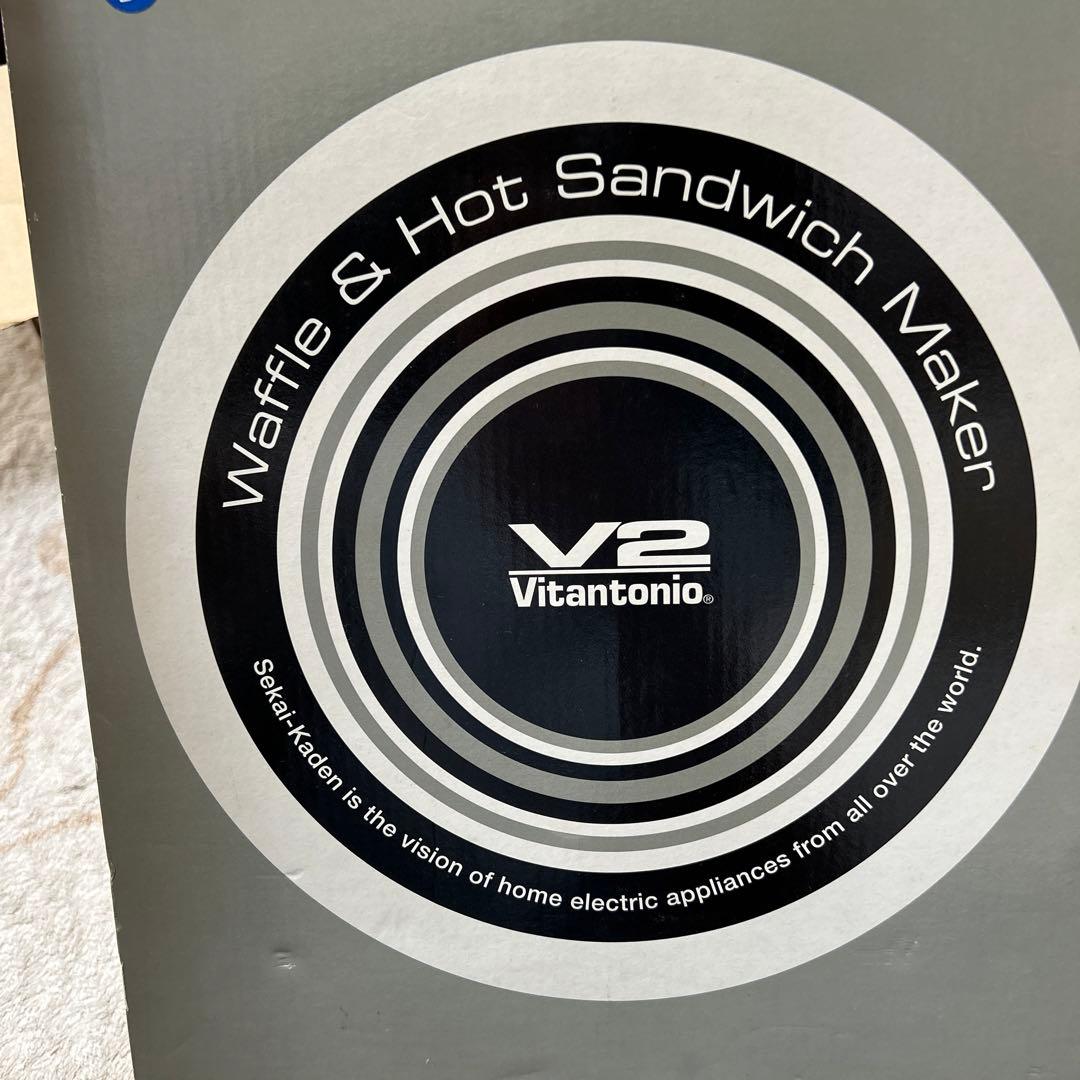 Waffle & Hot Sandwich Maker
V2
Vitantonio®
Sekai-Kaden is the vision of home electric appliances from all over the world.